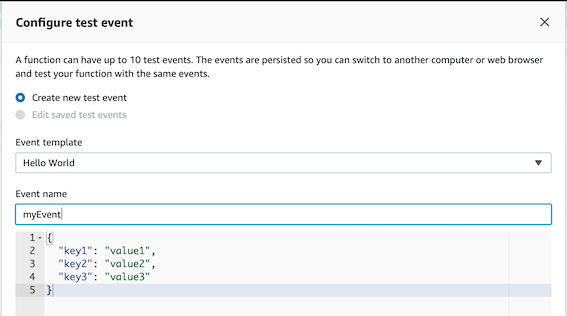 Configure test event
A function can have up to 10 test events. The events are persisted so you can switch to another computer or web browser
and test your function with the same events.
Create new test event
Edit saved test events
Event template
Hello World
Event name
myEvent
1 {
2 "key1": "value1",
3 "key2": "value2",
4 "key3": "value3"
5 }